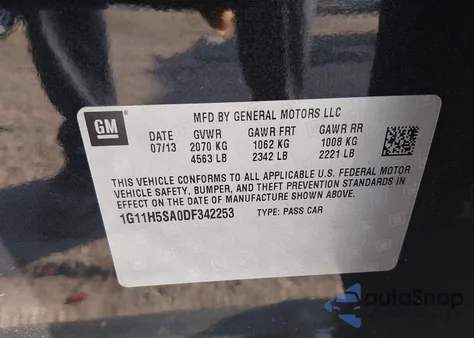 MFD BY GENERAL MOTORS LLC
GM
DATE GVWR GAWR FRT GAWR RR
07/13 2070 KG 1062 KG 1008 KG
4563 LB 2342 LB 2221 LB
THIS VEHICLE CONFORMS TO ALL APPLICABLE U.S. FEDERAL MOTOR
VEHICLE SAFETY, BUMPER, AND THEFT PREVENTION STANDARDS IN
EFFECT ON THE DATE OF MANUFACTURE SHOWN ABOVE.
1G11H5SA0DF342253 TYPE: PASS CAR
autoSnap